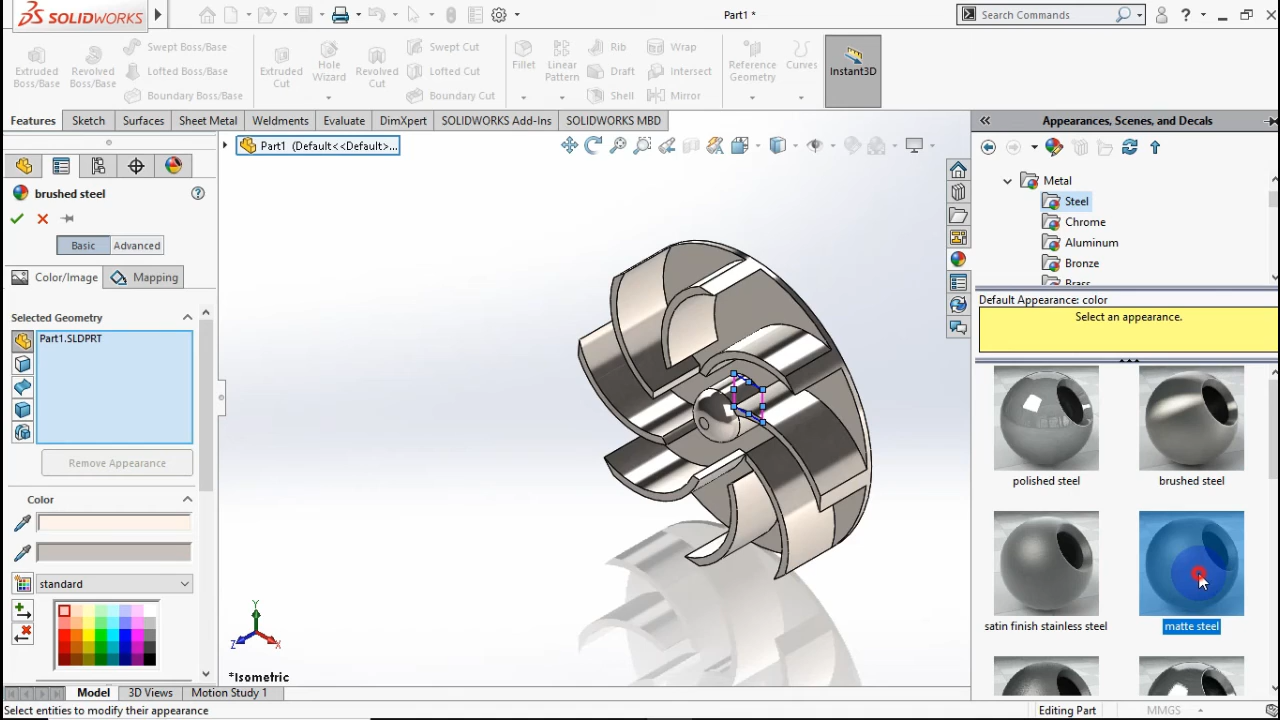 SOLIDWORKS
Part1 *
Search Commands
Extruded Boss/Base
Revolved Boss/Base
Swept Boss/Base
Lofted Boss/Base
Boundary Boss/Base
Extruded Cut
Hole Wizard
Revolved Cut
Swept Cut
Lofted Cut
Boundary Cut
Fillet
Linear Pattern
Rib
Draft
Shell
Wrap
Intersect
Mirror
Reference Geometry
Curves
Instant3D
Features
Sketch
Surfaces
Sheet Metal
Weldments
Evaluate
DimXpert
SOLIDWORKS Add-Ins
SOLIDWORKS MBD
Part1 (Default<<Default>...
brushed steel
Basic
Advanced
Color/Image
Mapping
Selected Geometry
Part1.SLDPRT
Remove Appearance
Color
standard
Y
Z
X
*Isometric
Appearances, Scenes, and Decals
Metal
Steel
Chrome
Aluminum
Bronze
Brass
Default Appearance: color
Select an appearance.
polished steel
brushed steel
satin finish stainless steel
matte steel
Model
3D Views
Motion Study 1
Select entities to modify their appearance
Editing Part
MMGS